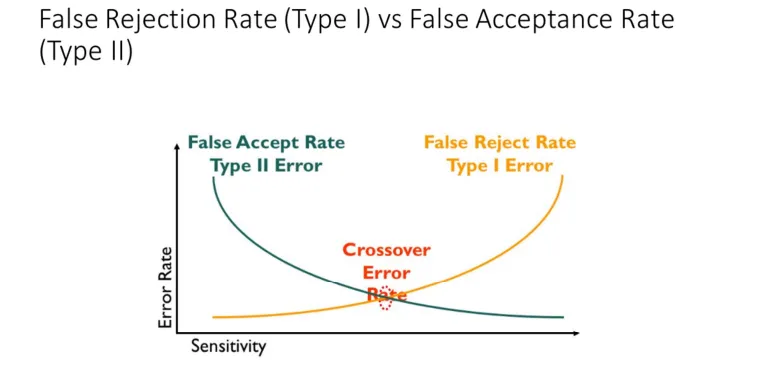 False Rejection Rate (Type I) vs False Acceptance Rate
(Type II)
False Accept Rate
Type II Error
False Reject Rate
Type I Error
Crossover
Error
Rate
Error Rate
Sensitivity